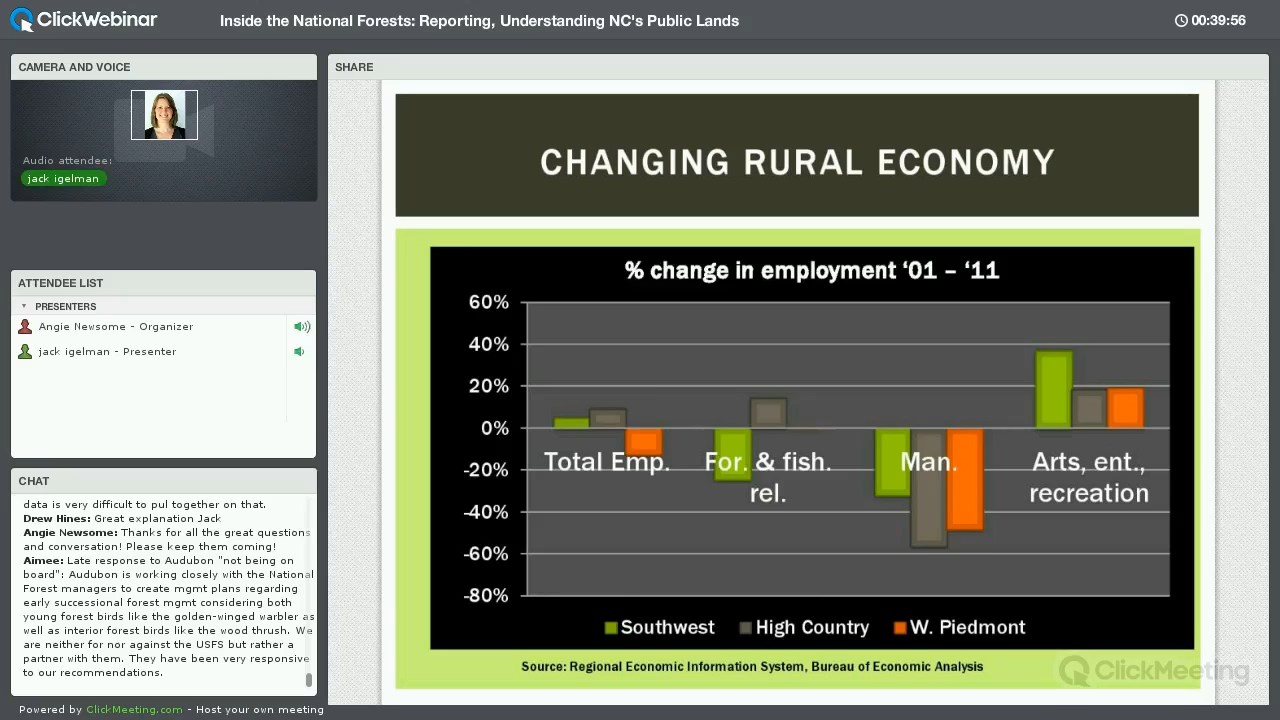 ClickWebinar
Inside the National Forests: Reporting, Understanding NC's Public Lands
00:39:56
CAMERA AND VOICE
Audio attendee:
jack igelman
ATTENDEE LIST
PRESENTERS
Angie Newsome - Organizer
jack igelman - Presenter
CHAT
data is very difficult to pul together on that.
Drew Hines: Great explanation Jack
Angie Newsome: Thanks for all the great questions
and conversation! Please keep them coming!
Aimee: Late response to Audubon "not being on
board": Audubon is working closely with the National
Forest managers to create mgmt plans regarding
early successional forest mgmt considering both
young forest birds like the golden-winged warbler as
well as interior forest birds like the wood thrush. We
are neither for nor against the USFS but rather a
partner with them. They have been very responsive
to our recommendations.
Powered by ClickMeeting.com - Host your own meeting
SHARE
CHANGING RURAL ECONOMY
% change in employment ‘01 – ‘11
60%
40%
20%
0%
-20%
-40%
-60%
-80%
Total Emp.
For. & fish.
rel.
Man.
Arts, ent.,
recreation
Southwest
High Country
W. Piedmont
Source: Regional Economic Information System, Bureau of Economic Analysis
ClickMeeting